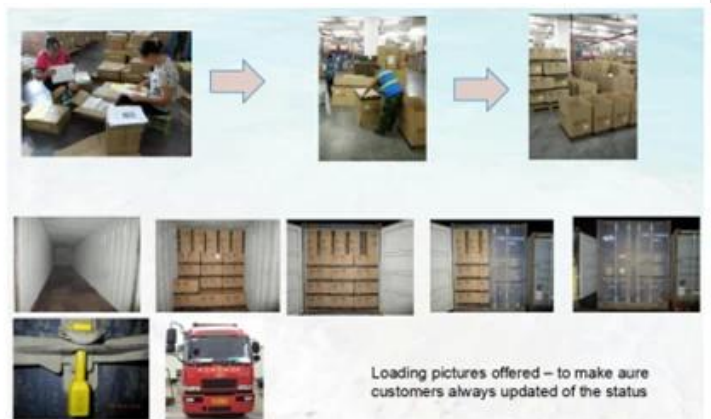 Loading pictures offered – to make aure
customers always updated of the status